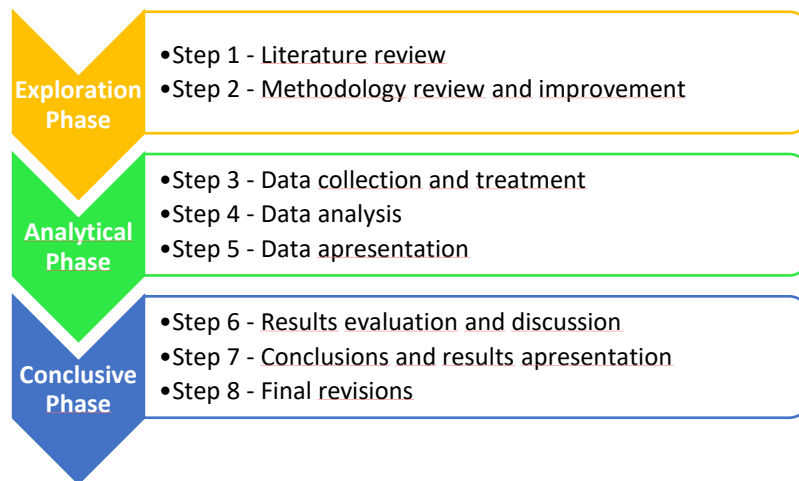 Exploration
Phase
•Step 1 - Literature review
•Step 2 - Methodology review and improvement
Analytical
Phase
•Step 3 - Data collection and treatment
•Step 4 - Data analysis
•Step 5 - Data apresentation
Conclusive
Phase
•Step 6 - Results evaluation and discussion
•Step 7 - Conclusions and results apresentation
•Step 8 - Final revisions